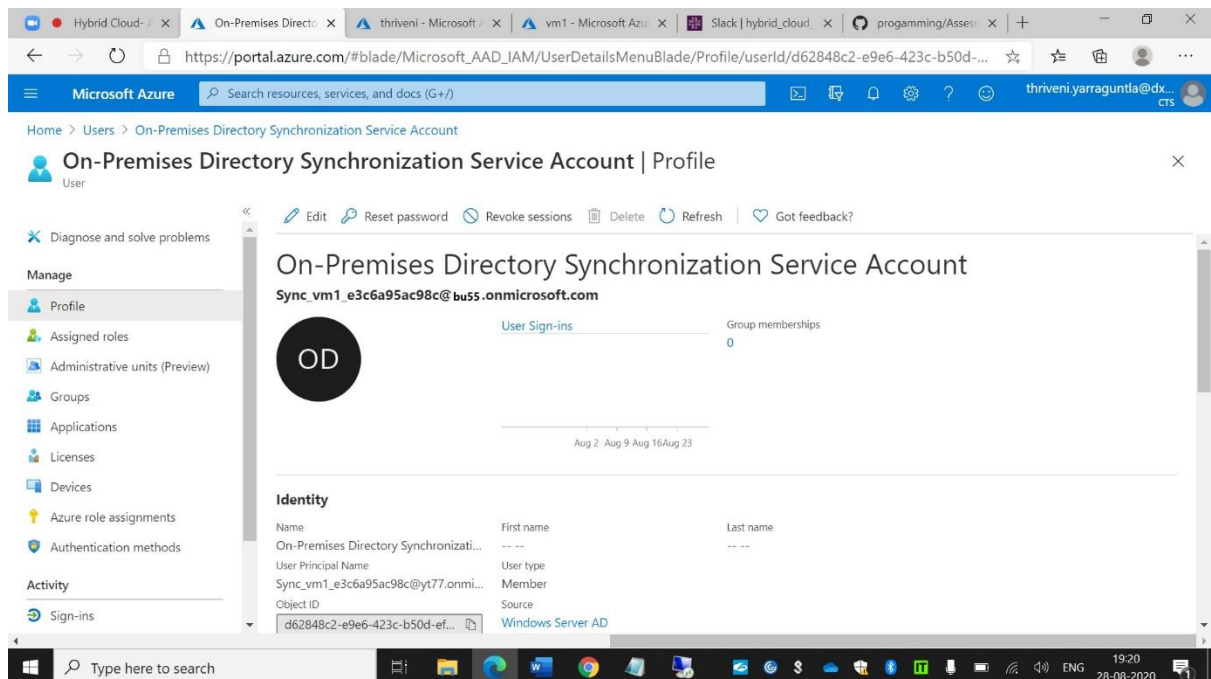 Hybrid Cloud- A
On-Premises Directo
thriveni - Microsoft A
vm1 - Microsoft Azu
Slack | hybrid_cloud_
progamming/Assesm
https://portal.azure.com/#blade/Microsoft_AAD_IAM/UserDetailsMenuBlade/Profile/userId/d62848c2-e9e6-423c-b50d-...
Microsoft Azure
Search resources, services, and docs (G+/)
thriveni.yarraguntla@dx...
CTS
Home > Users > On-Premises Directory Synchronization Service Account
On-Premises Directory Synchronization Service Account | Profile
User
Edit
Reset password
Revoke sessions
Delete
Refresh
Got feedback?
Diagnose and solve problems
Manage
Profile
Assigned roles
Administrative units (Preview)
Groups
Applications
Licenses
Devices
Azure role assignments
Authentication methods
Activity
Sign-ins
On-Premises Directory Synchronization Service Account
Sync_vm1_e3c6a95ac98c@bu55.onmicrosoft.com
OD
User Sign-ins
Group memberships
0
Aug 2 Aug 9 Aug 16Aug 23
Identity
Name
On-Premises Directory Synchronizati...
First name
-- --
Last name
-- --
User Principal Name
Sync_vm1_e3c6a95ac98c@yt77.onmi...
User type
Member
Object ID
d62848c2-e9e6-423c-b50d-ef...
Source
Windows Server AD
Type here to search
ENG
19:20
28-08-2020